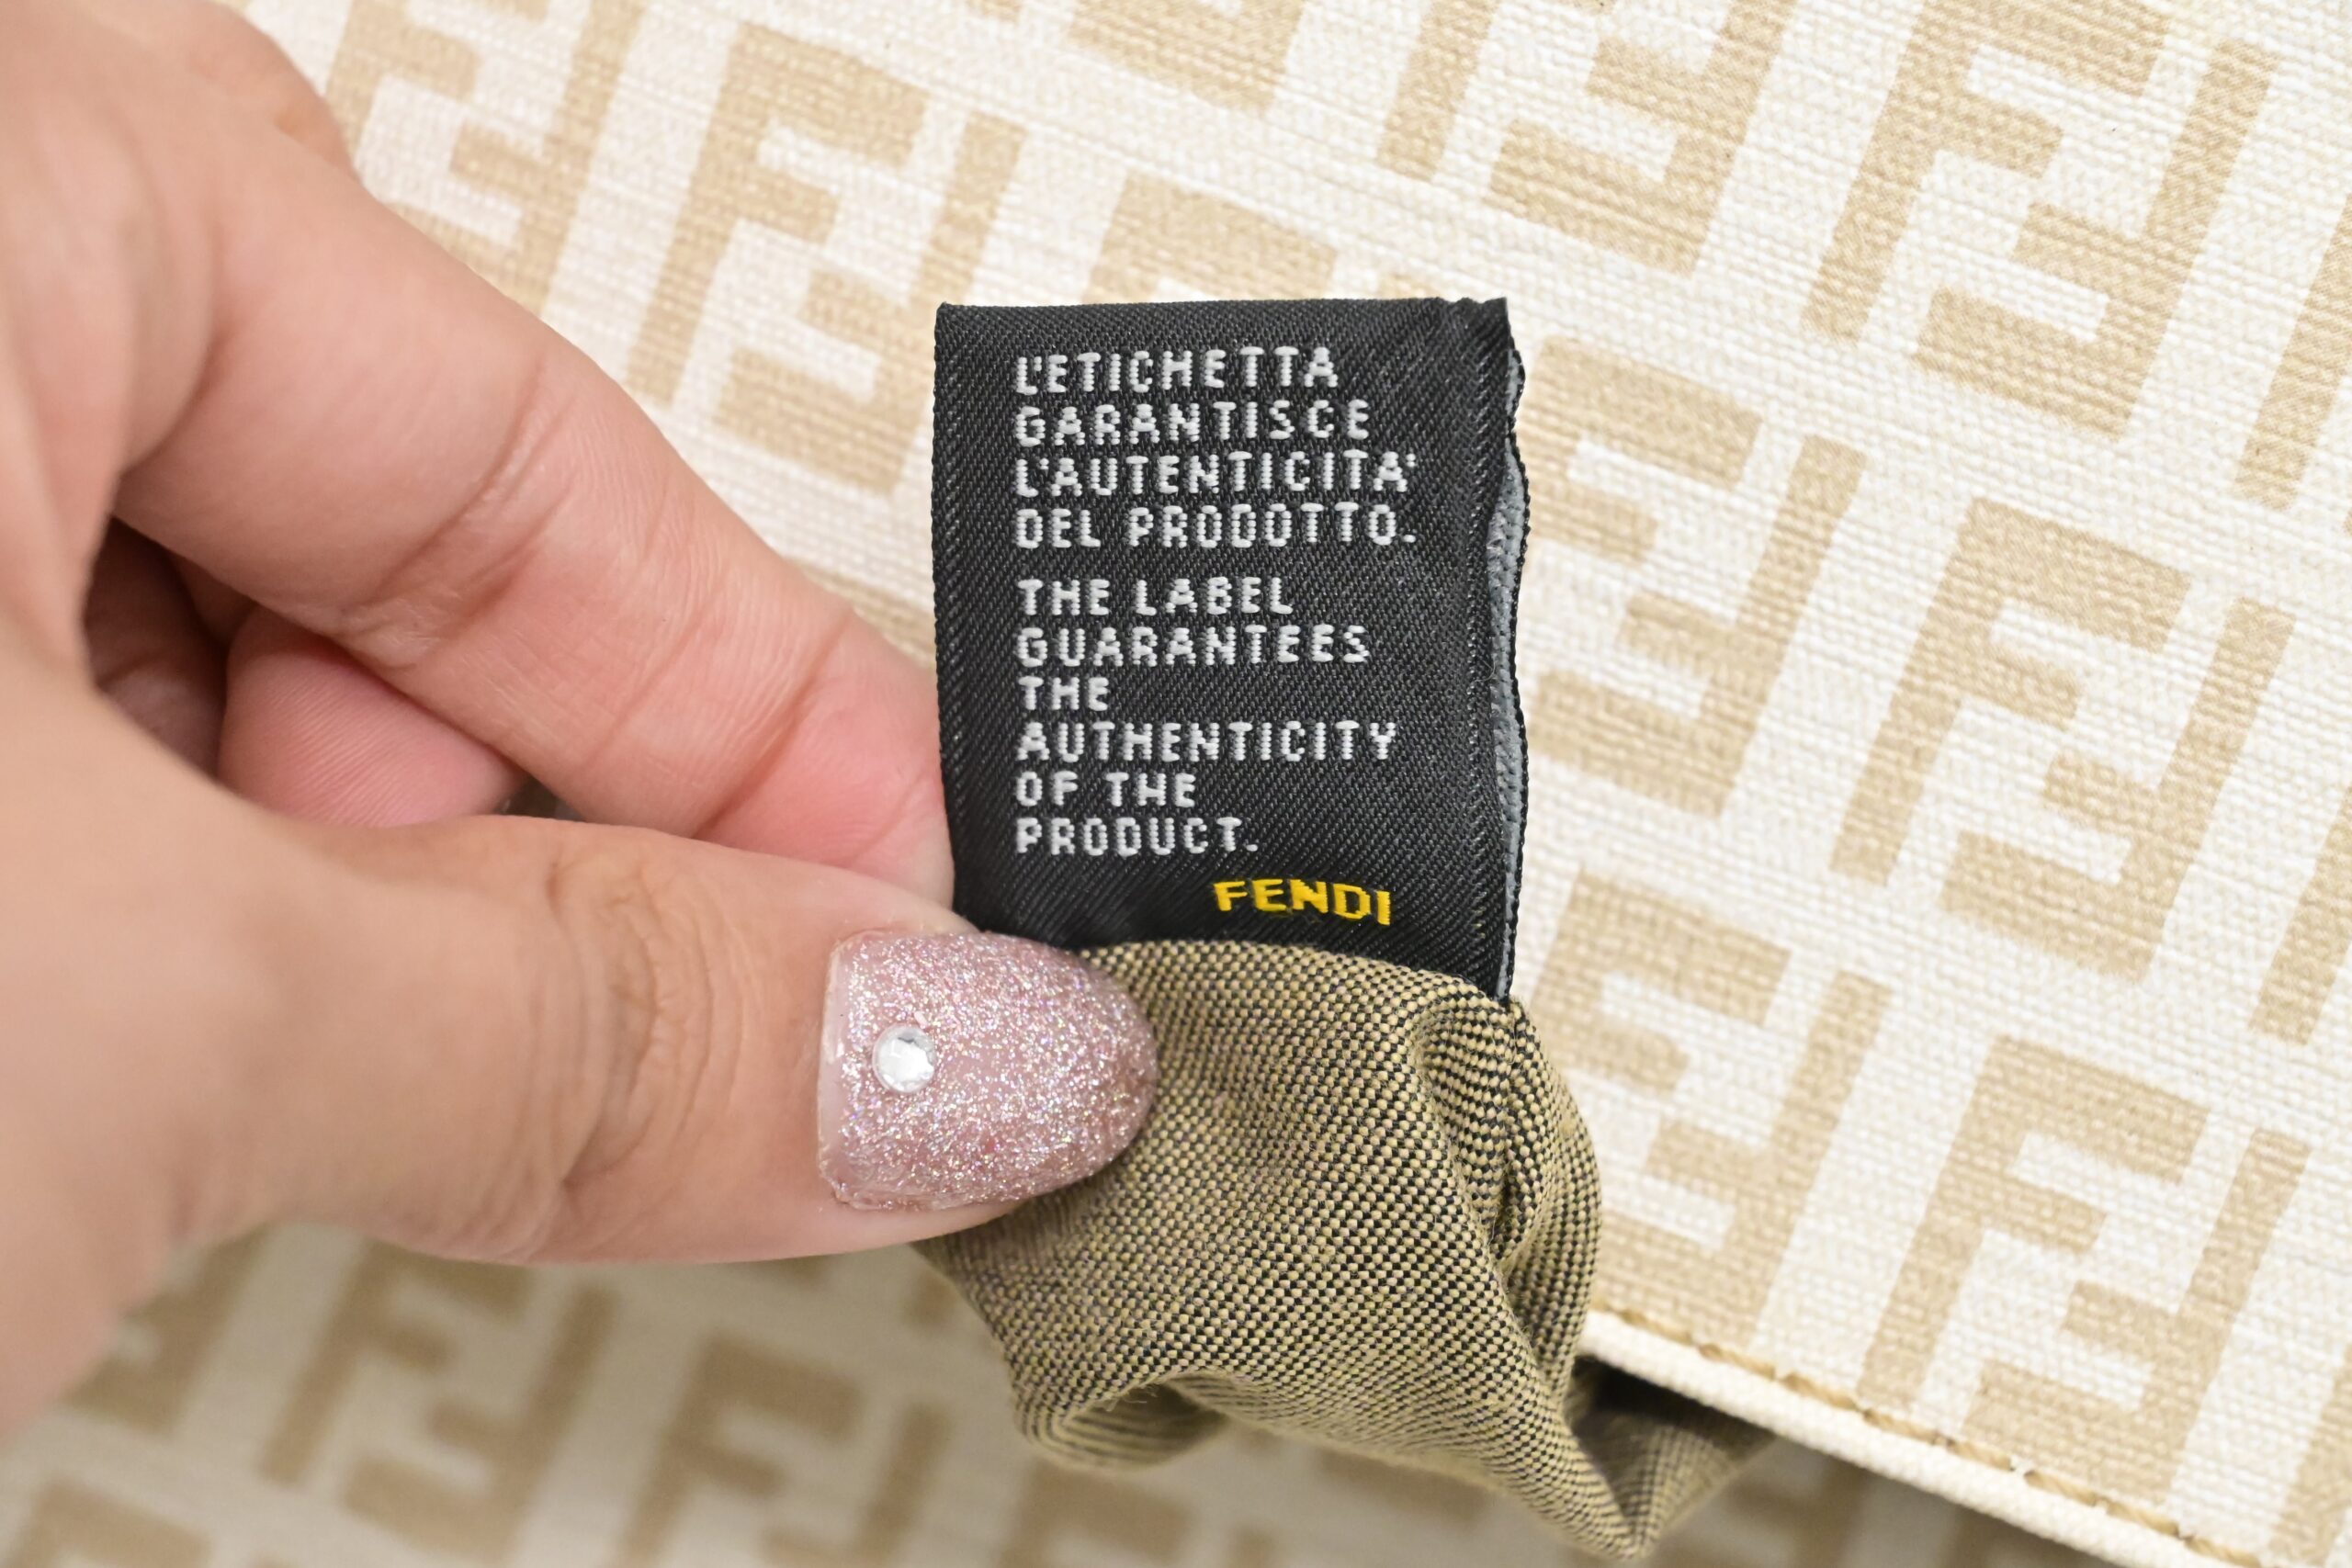 L'ETICHETTA
GARANTISCE
L'AUTENTICITA'
DEL PRODOTTO.
THE LABEL
GUARANTEES
THE
AUTHENTICITY
OF THE
PRODUCT.
FENDI